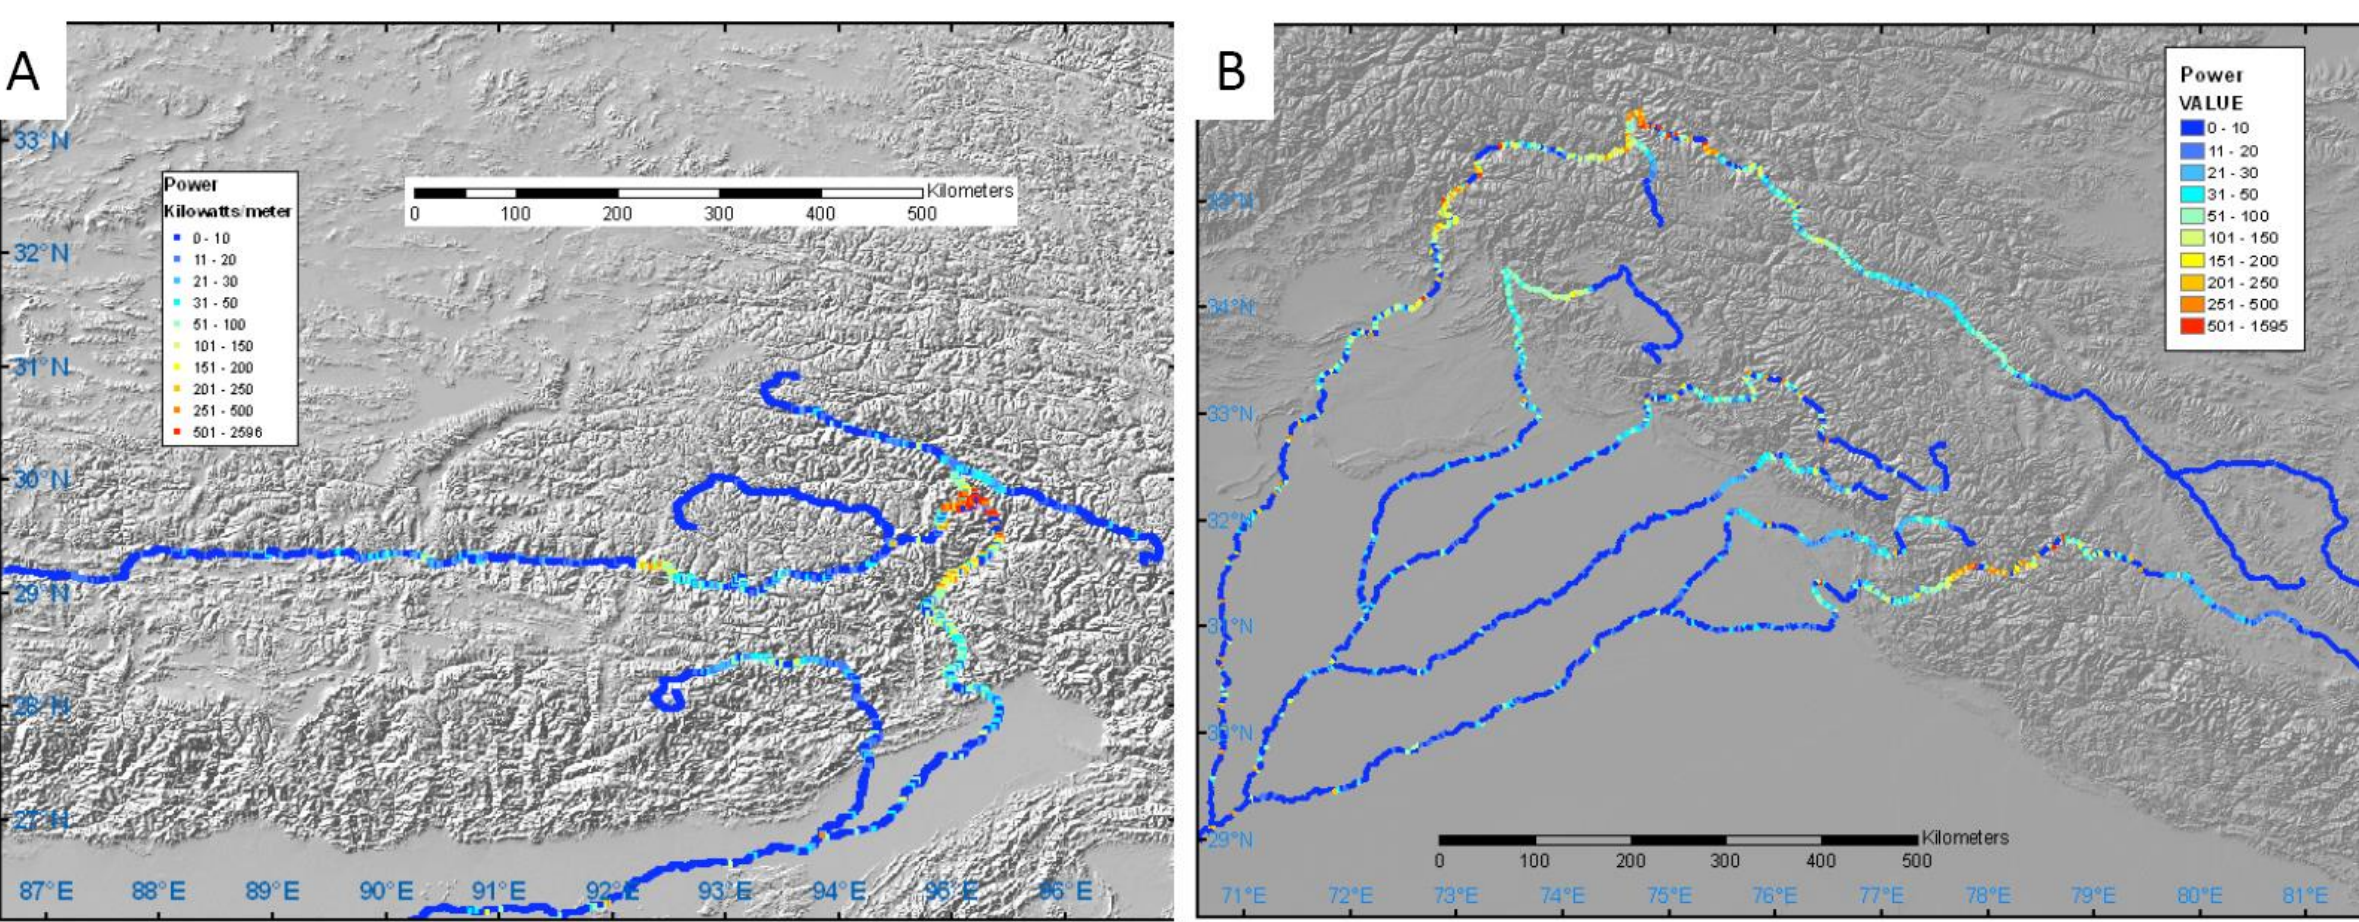 A
33°N
32°N
31°N
30°N
29°N
28°N
27°N
Power
Kilowatts/meter
0 - 10
11 - 20
21 - 30
31 - 50
51 - 100
101 - 150
151 - 200
201 - 250
251 - 500
501 - 2596
Kilometers
0 100 200 300 400 500
87°E 88°E 89°E 90°E 91°E 92°E 93°E 94°E 95°E 96°E
B
Power
VALUE
0 - 10
11 - 20
21 - 30
31 - 50
51 - 100
101 - 150
151 - 200
201 - 250
251 - 500
501 - 1595
35°N
34°N
33°N
32°N
31°N
30°N
29°N
Kilometers
0 100 200 300 400 500
71°E 72°E 73°E 74°E 75°E 76°E 77°E 78°E 79°E 80°E 81°E